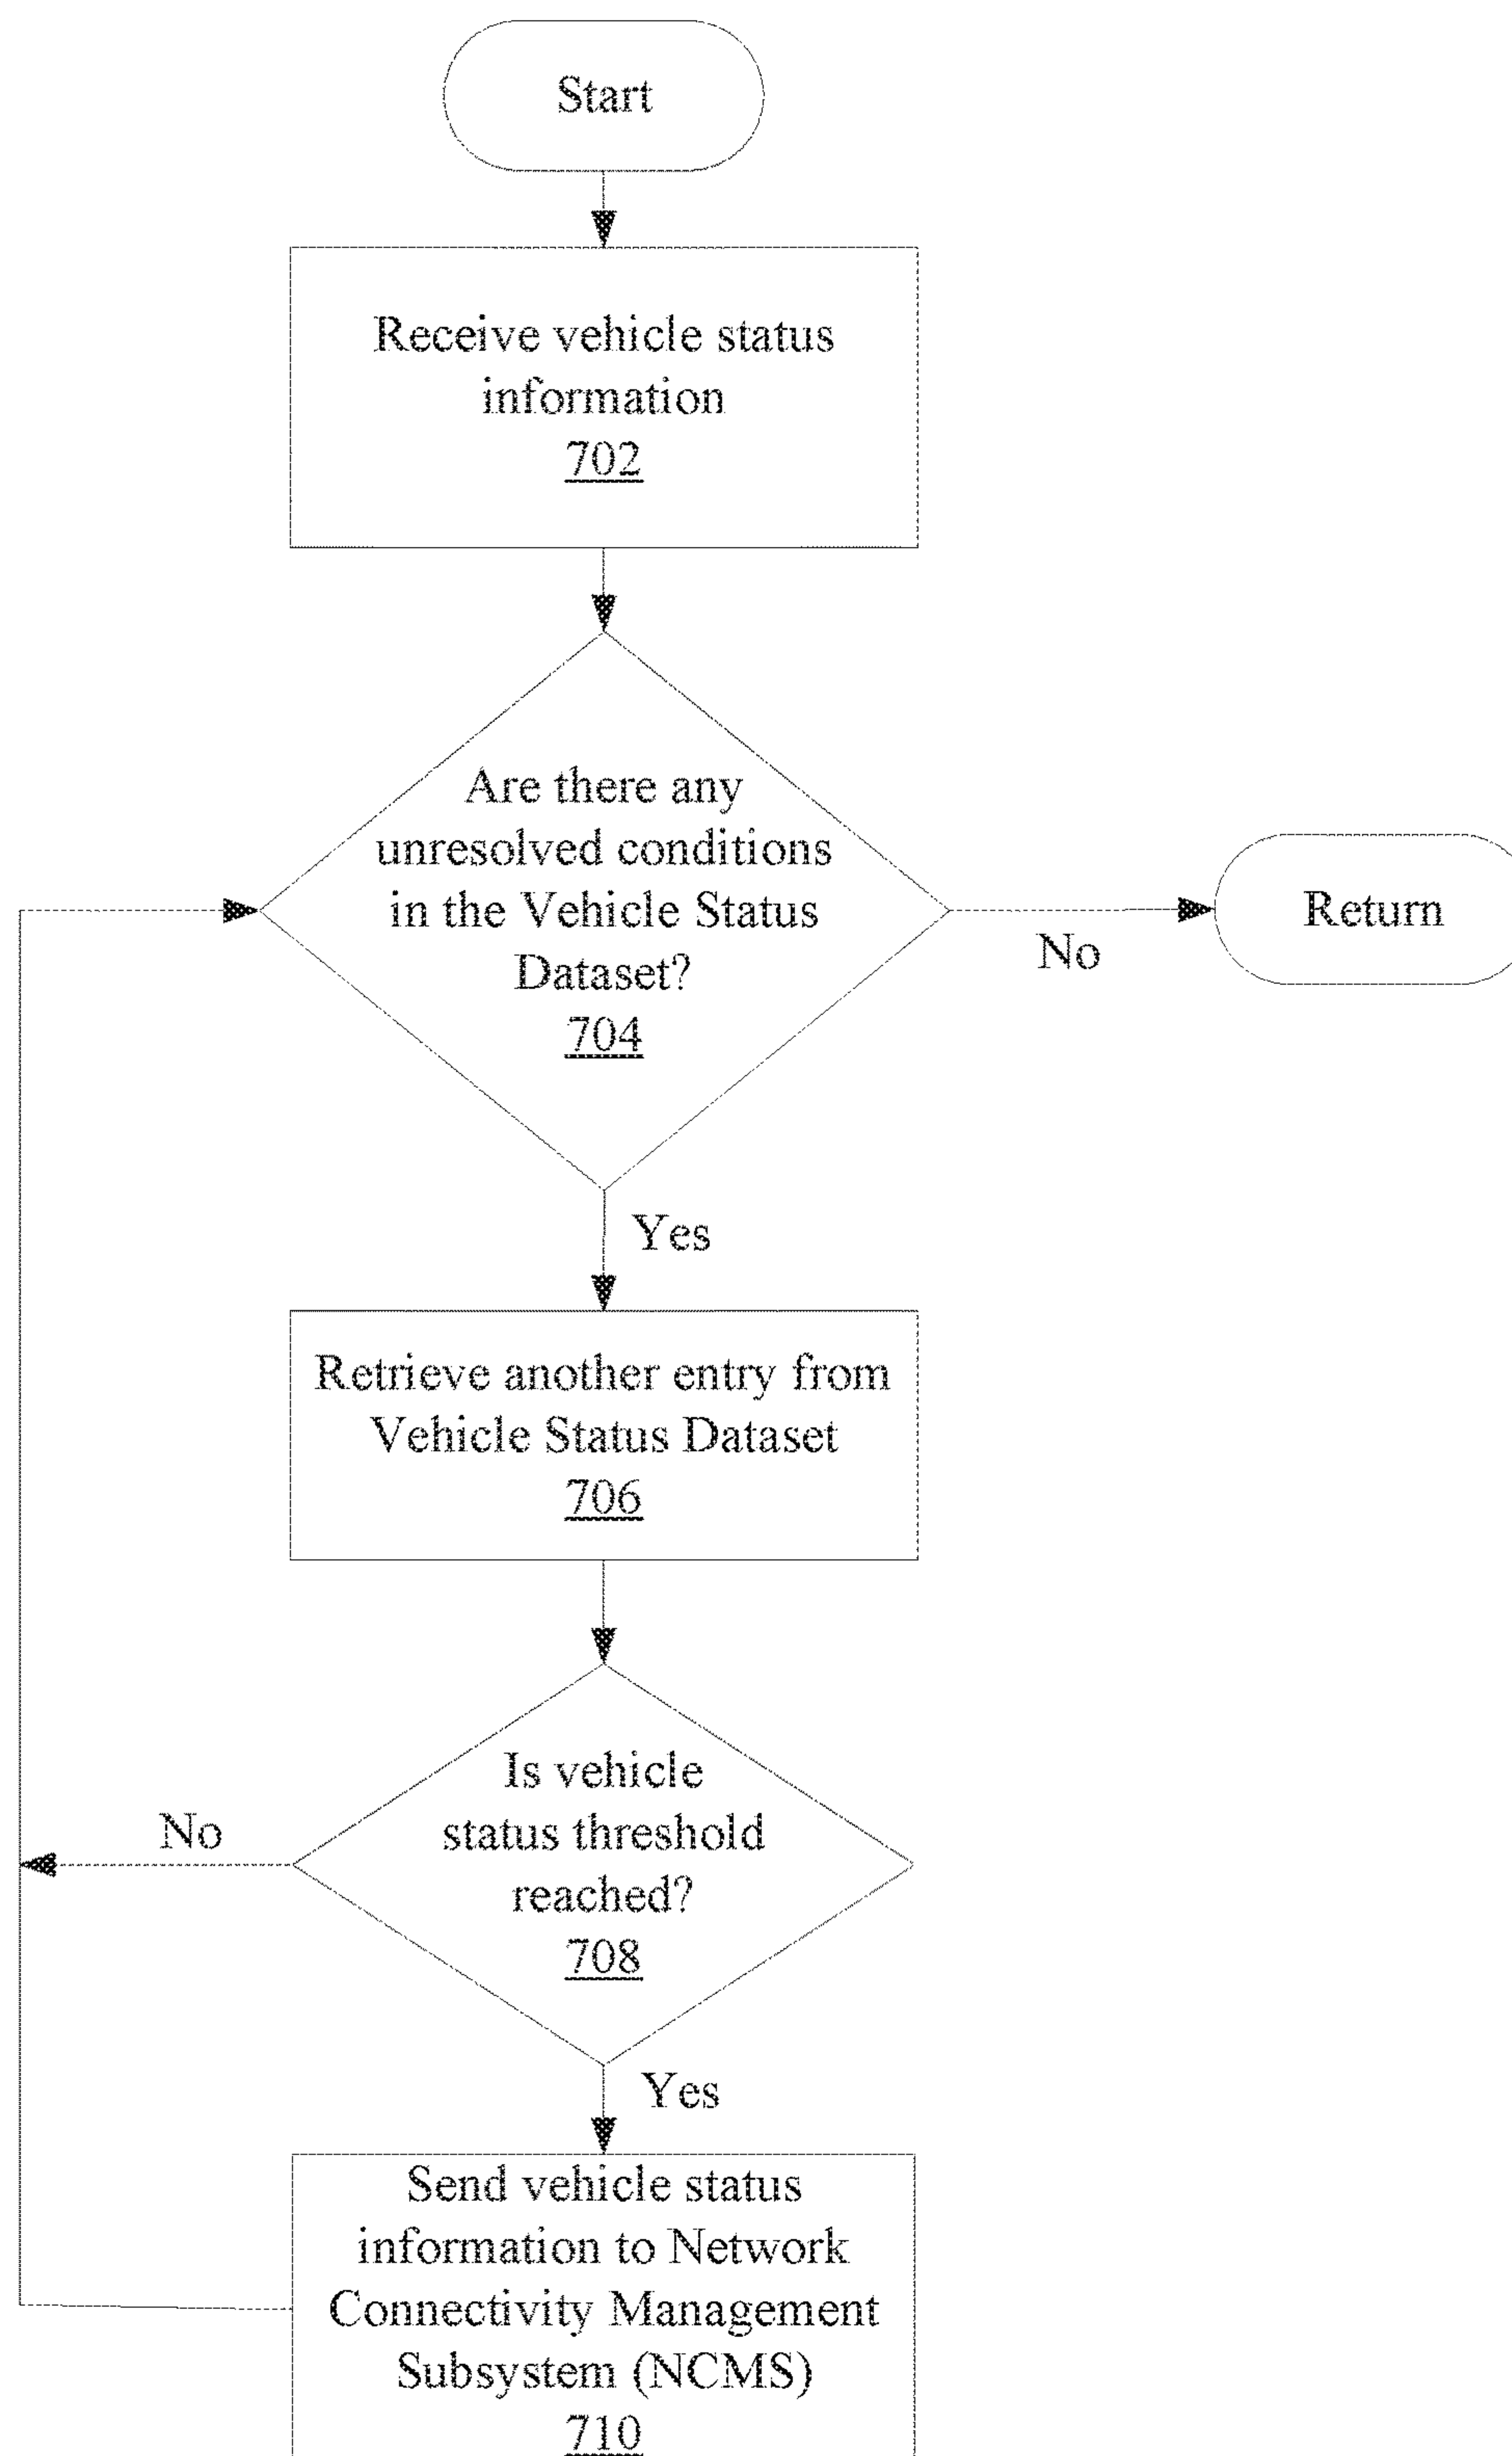 Start
Receive vehicle status
information
702
Are there any
unresolved conditions
in the Vehicle Status
Dataset?
704
No
Return
Yes
Retrieve another entry from
Vehicle Status Dataset
706
Is vehicle
status threshold
reached?
708
No
Yes
Send vehicle status
information to Network
Connectivity Management
Subsystem (NCMS)
710